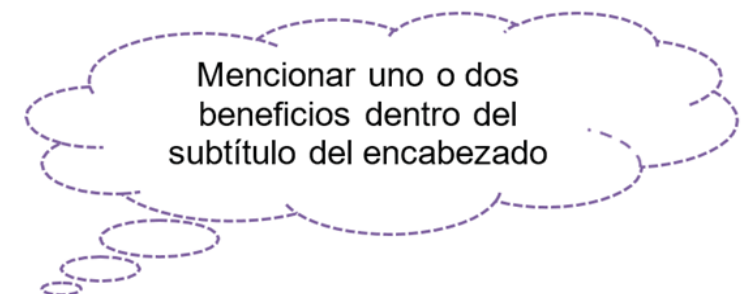 Mencionar uno o dos
beneficios dentro del
subtítulo del encabezado